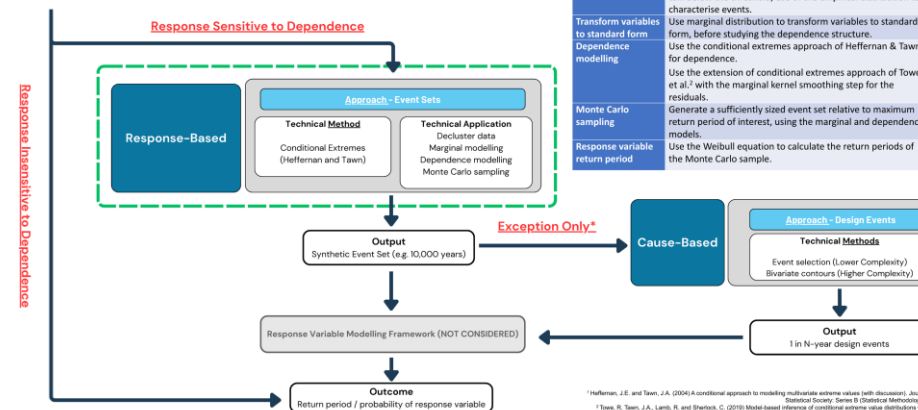 characterise events.
Transform variables
to standard form
Use marginal distribution to transform variables to standard
form, before studying the dependence structure.
Dependence
modelling
Use the conditional extremes approach of Heffernan & Tawn
for dependence.
Use the extension of conditional extremes approach of Towe
et al.² with the marginal kernel smoothing step for the
residuals.
Monte Carlo
sampling
Generate a sufficiently sized event set relative to maximum
return period of interest, using the marginal and dependence
models.
Response variable
return period
Use the Weibull equation to calculate the return periods of
the Monte Carlo sample.
Response Sensitive to Dependence
Response Insensitive to Dependence
Response-Based
Approach - Event Sets
Technical Method
Conditional Extremes
(Heffernan and Tawn)
Technical Application
Decluster data
Marginal modelling
Dependence modelling
Monte Carlo sampling
Output
Synthetic Event Set (e.g. 10,000 years)
Exception Only*
Cause-Based
Approach - Design Events
Technical Methods
Event selection (Lower Complexity)
Bivariate contours (Higher Complexity)
Output
1 in N-year design events
Response Variable Modelling Framework (NOT CONSIDERED)
Outcome
Return period / probability of response variable
¹ Heffernan, J.E. and Tawn, J.A. (2004) A conditional approach to modelling multivariate extreme values (with discussion).
Statistical Society: Series B (Statistical
² Towe, R. Tawn, J.A., Lamb, R. and Sherlock, C. (2019) Model-based inference of conditional extreme value